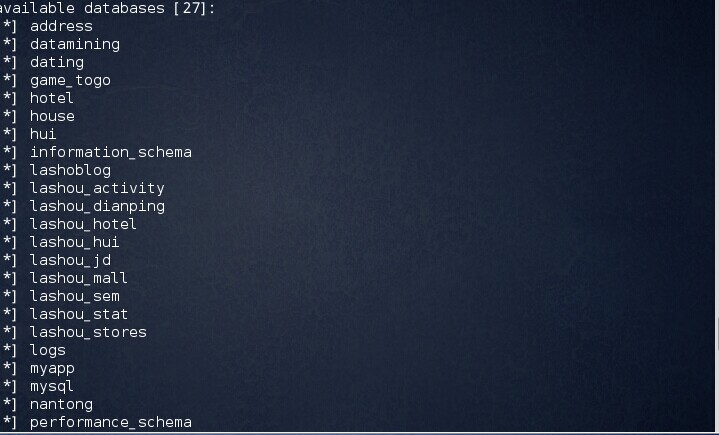 available databases [27]:
*] address
*] datamining
*] dating
*] game_togo
*] hotel
*] house
*] hui
*] information_schema
*] lashoblog
*] lashou_activity
*] lashou_dianping
*] lashou_hotel
*] lashou_hui
*] lashou_jd
*] lashou_mall
*] lashou_sem
*] lashou_stat
*] lashou_stores
*] logs
*] myapp
*] mysql
*] nantong
*] performance_schema